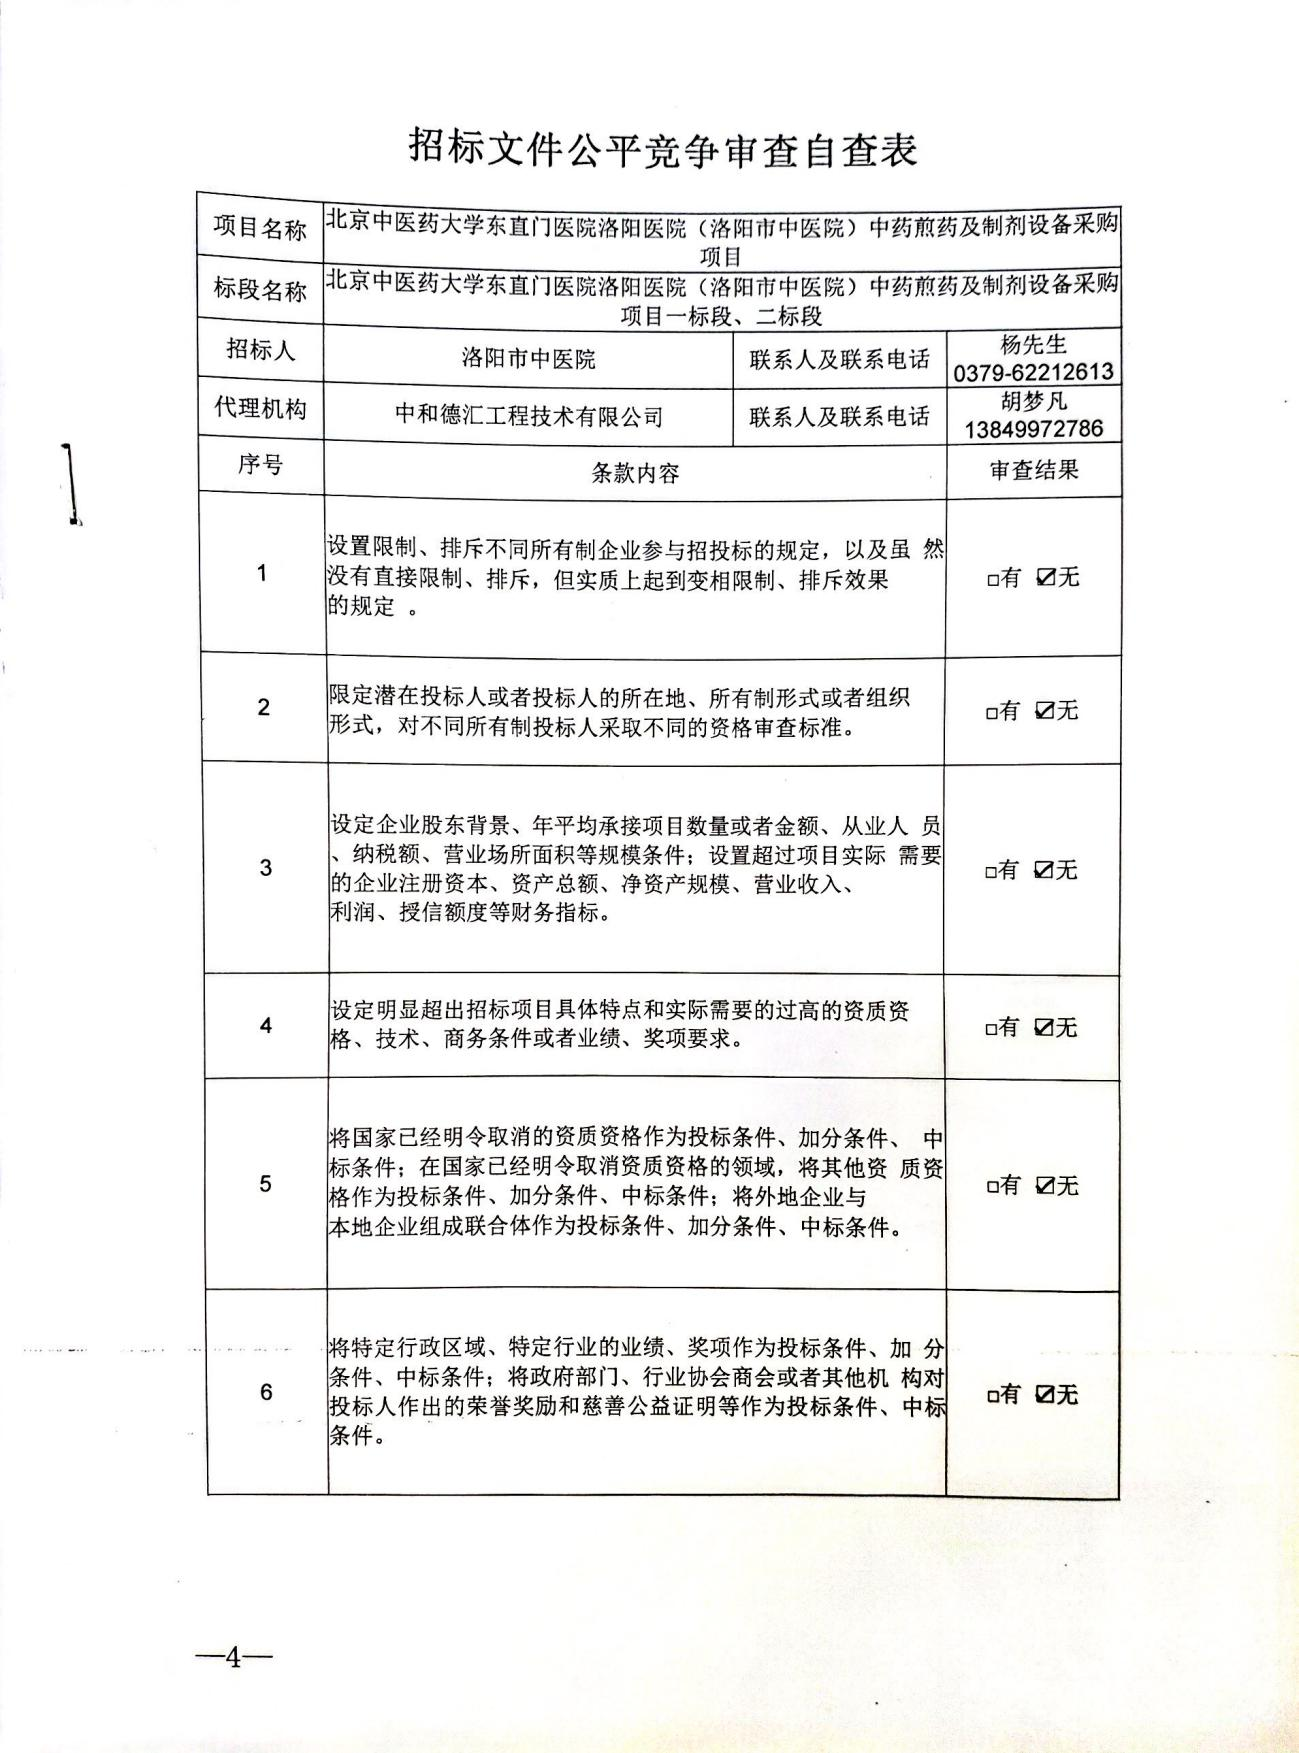 招标文件公平竞争审查自查表
项目名称
北京中医药大学东直门医院洛阳医院（洛阳市中医院）中药煎药及制剂设备采购
项目
标段名称
北京中医药大学东直门医院洛阳医院（洛阳市中医院）中药煎药及制剂设备采购
项目一标段、二标段
招标人
洛阳市中医院
联系人及联系电话
杨先生
0379-62212613
代理机构
中和德汇工程技术有限公司
联系人及联系电话
胡梦凡
13849972786
序号
条款内容
审查结果
1
设置限制、排斥不同所有制企业参与招投标的规定，以及虽 然
没有直接限制、排斥，但实质上起到变相限制、排斥效果
的规定 。
□有 ☑无
2
限定潜在投标人或者投标人的所在地、所有制形式或者组织
形式，对不同所有制投标人采取不同的资格审查标准。
□有 ☑无
3
设定企业股东背景、年平均承接项目数量或者金额、从业人 员
、纳税额、营业场所面积等规模条件；设置超过项目实际 需要
的企业注册资本、资产总额、净资产规模、营业收入、
利润、授信额度等财务指标。
□有 ☑无
4
设定明显超出招标项目具体特点和实际需要的过高的资质资
格、技术、商务条件或者业绩、奖项要求。
□有 ☑无
5
将国家已经明令取消的资质资格作为投标条件、加分条件、 中
标条件；在国家已经明令取消资质资格的领域，将其他资 质资
格作为投标条件、加分条件、中标条件；将外地企业与
本地企业组成联合体作为投标条件、加分条件、中标条件。
□有 ☑无
6
将特定行政区域、特定行业的业绩、奖项作为投标条件、加 分
条件、中标条件；将政府部门、行业协会商会或者其他机 构对
投标人作出的荣誉奖励和慈善公益证明等作为投标条件、中标
条件。
□有 ☑无
—4—